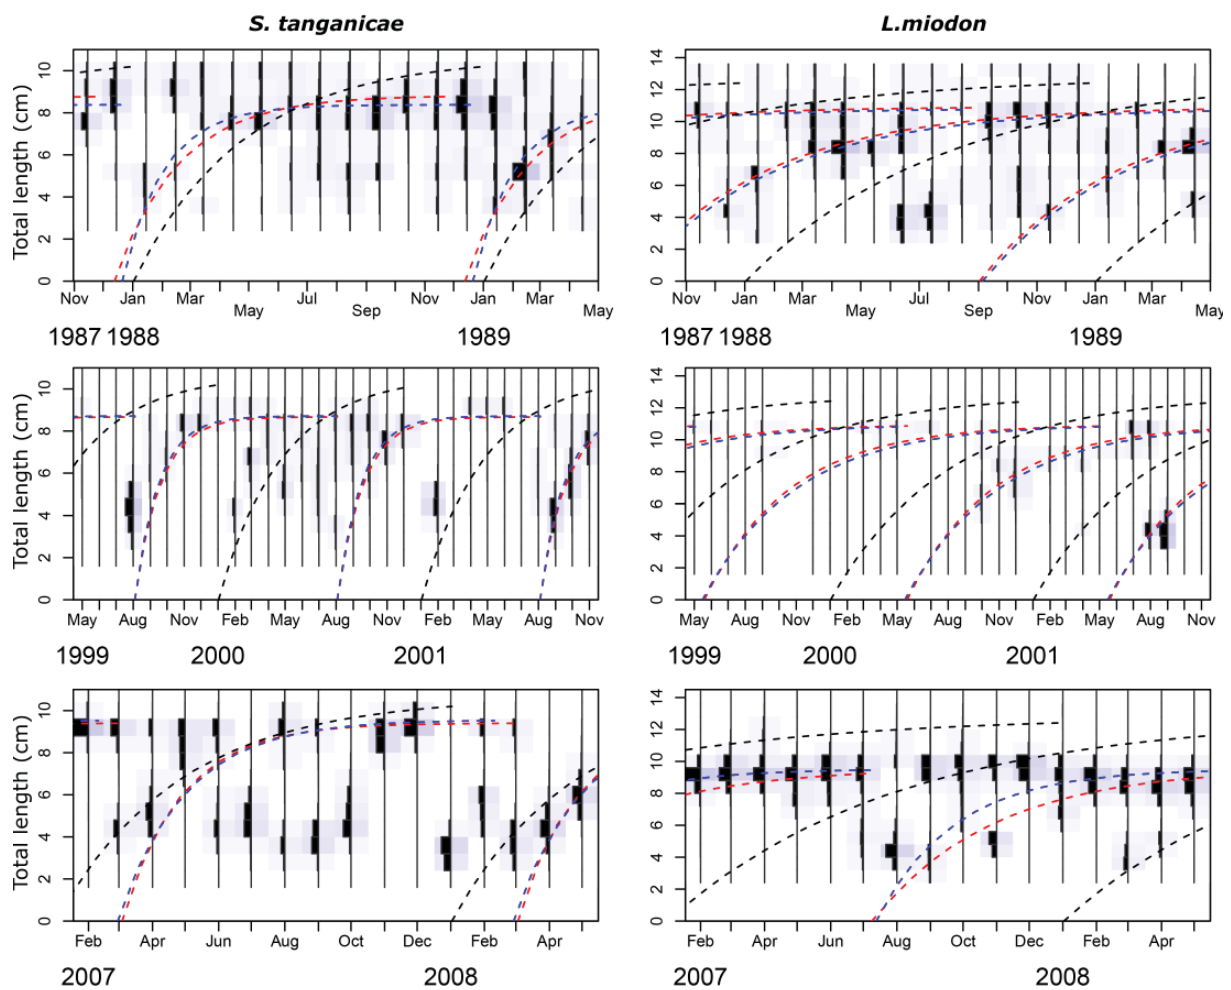 S. tanganicae
L.miodon
Total length (cm)
0 2 4 6 8 10
Nov Jan Mar May Jul Sep Nov Jan Mar May
1987 1988 1989
0 2 4 6 8 10 12 14
Nov Jan Mar May Jul Sep Nov Jan Mar May
1987 1988 1989
Total length (cm)
0 2 4 6 8 10
May Aug Nov Feb May Aug Nov Feb May Aug Nov
1999 2000 2001
0 2 4 6 8 10 12 14
May Aug Nov Feb May Aug Nov Feb May Aug Nov
1999 2000 2001
Total length (cm)
0 2 4 6 8 10
Feb Apr Jun Aug Oct Dec Feb Apr
2007 2008
0 2 4 6 8 10 12 14
Feb Apr Jun Aug Oct Dec Feb Apr
2007 2008